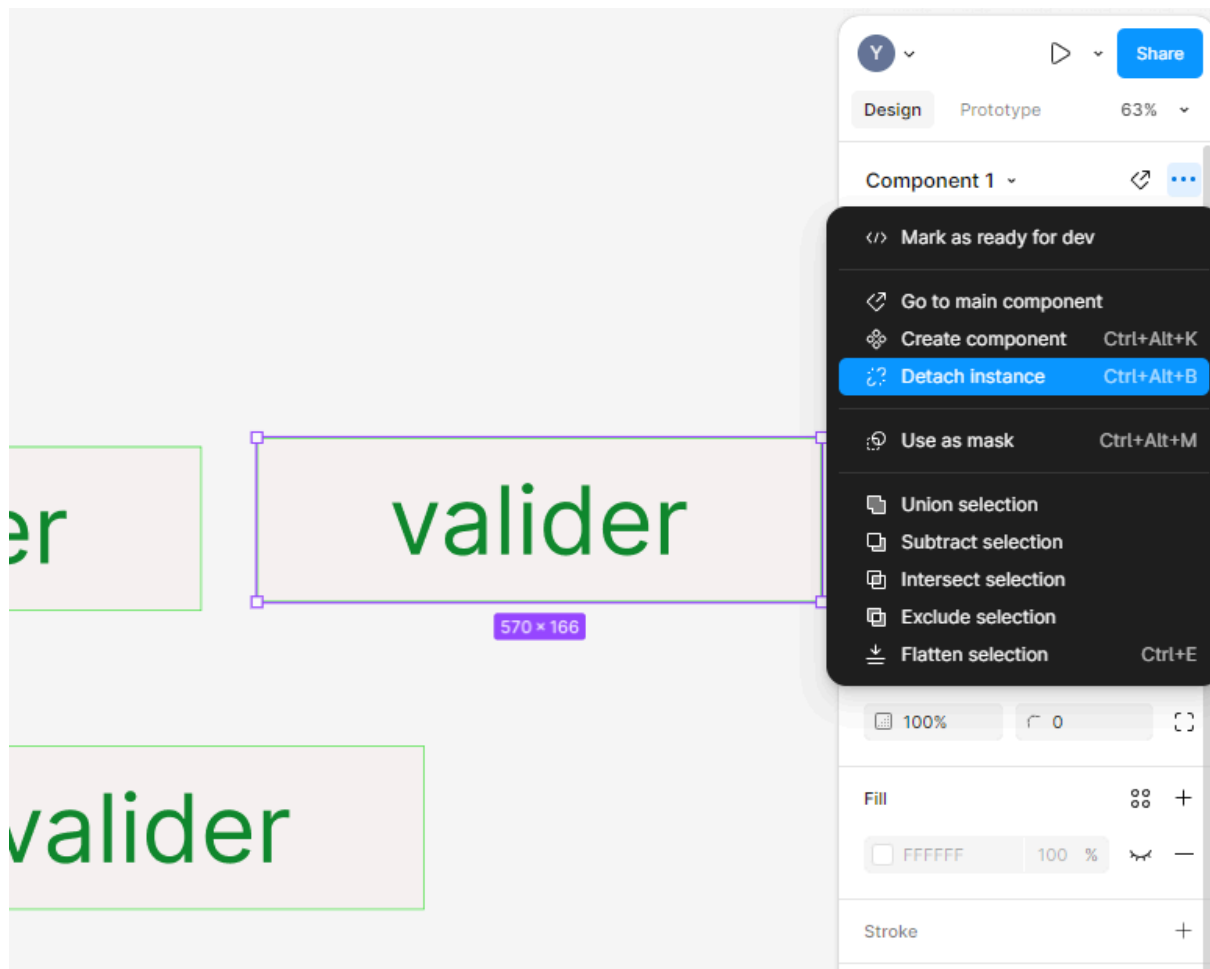 Y
Share
Design Prototype 63%
Component 1
Mark as ready for dev
Go to main component
Create component Ctrl+Alt+K
Detach instance Ctrl+Alt+B
Use as mask Ctrl+Alt+M
Union selection
Subtract selection
Intersect selection
Exclude selection
Flatten selection Ctrl+E
er
valider
570 × 166
valider
100% 0
Fill
FFFFFF 100 %
Stroke